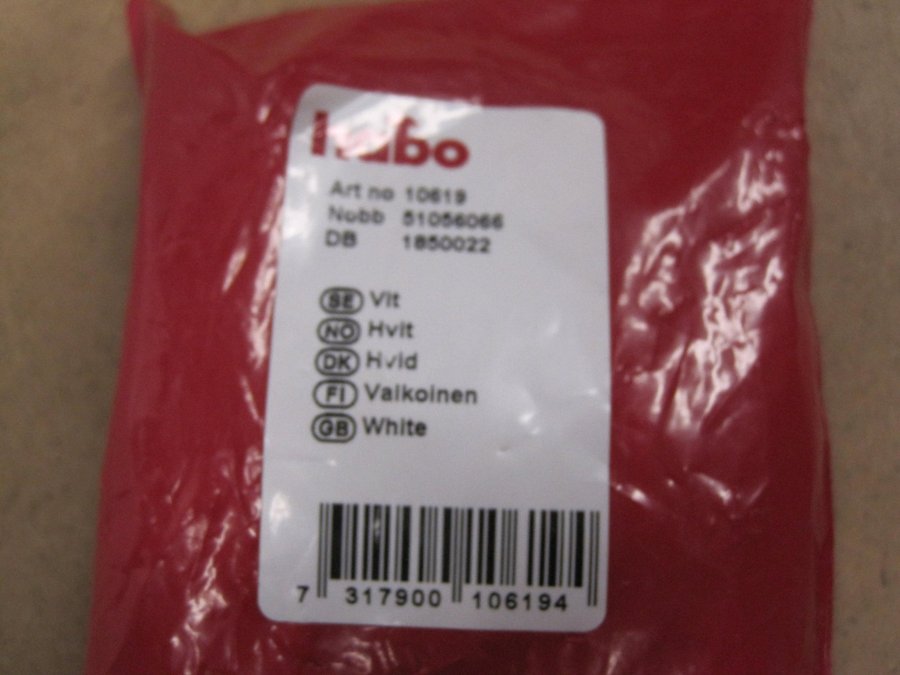 habo
Art no 10619
Nobb 51056066
DB 1850022
SE Vit
NO Hvit
DK Hvid
FI Valkoinen
GB White
7 317900 106194